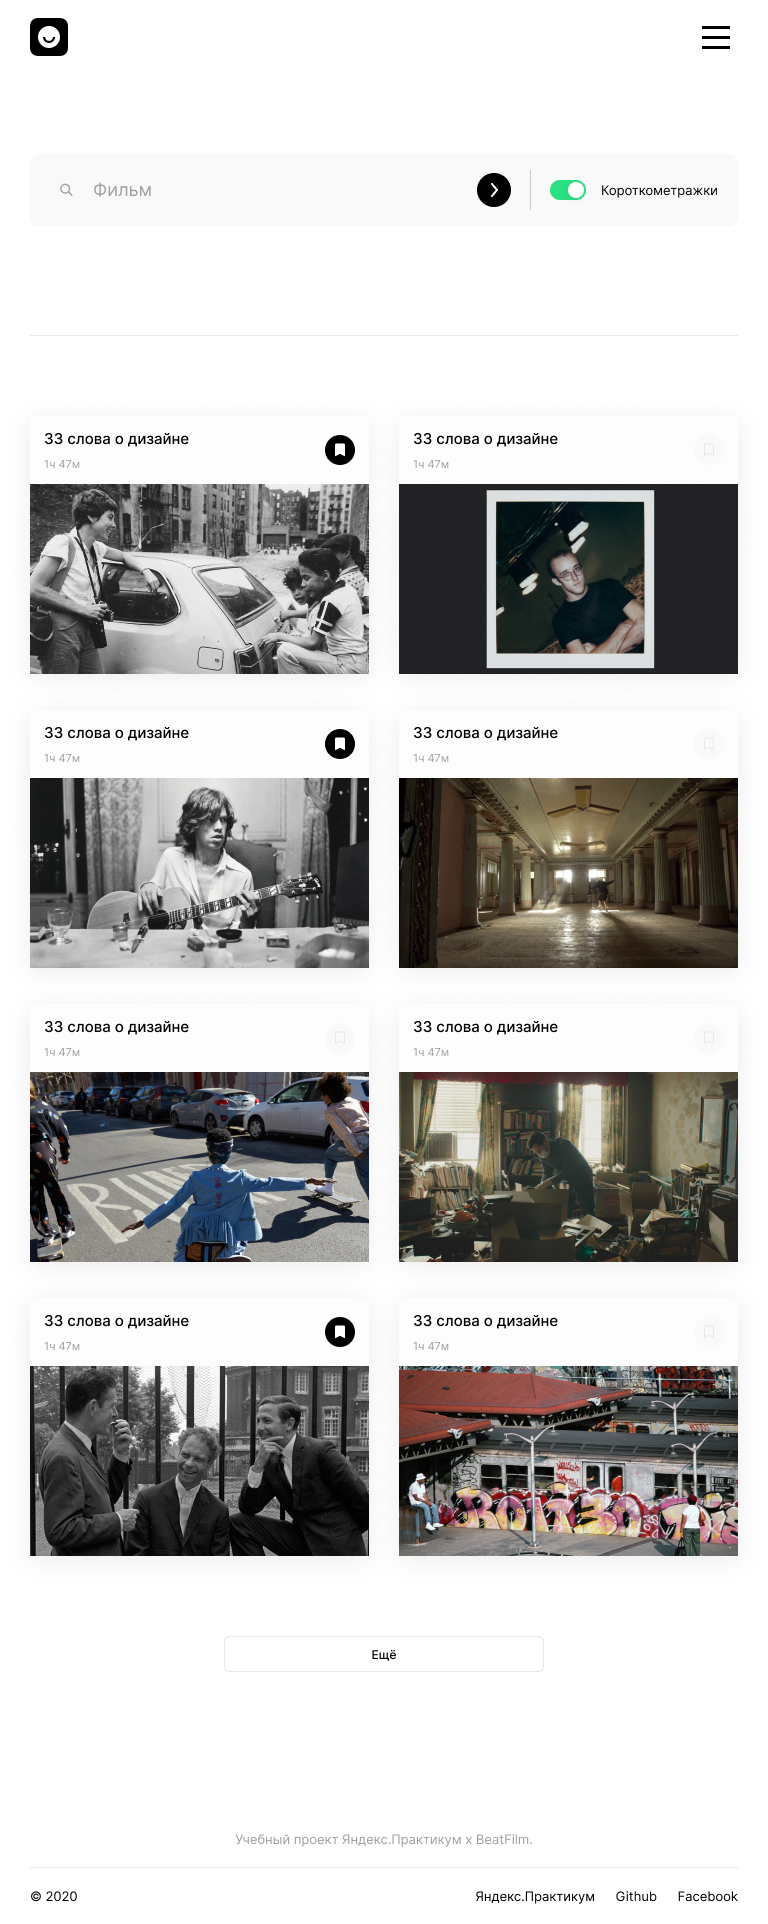 Фильм
Короткометражки
33 слова о дизайне
1ч 47м
33 слова о дизайне
1ч 47м
33 слова о дизайне
1ч 47м
33 слова о дизайне
1ч 47м
33 слова о дизайне
1ч 47м
33 слова о дизайне
1ч 47м
33 слова о дизайне
1ч 47м
33 слова о дизайне
1ч 47м
Ещё
Учебный проект Яндекс.Практикум х BeatFilm.
© 2020
Яндекс.Практикум
Github
Facebook